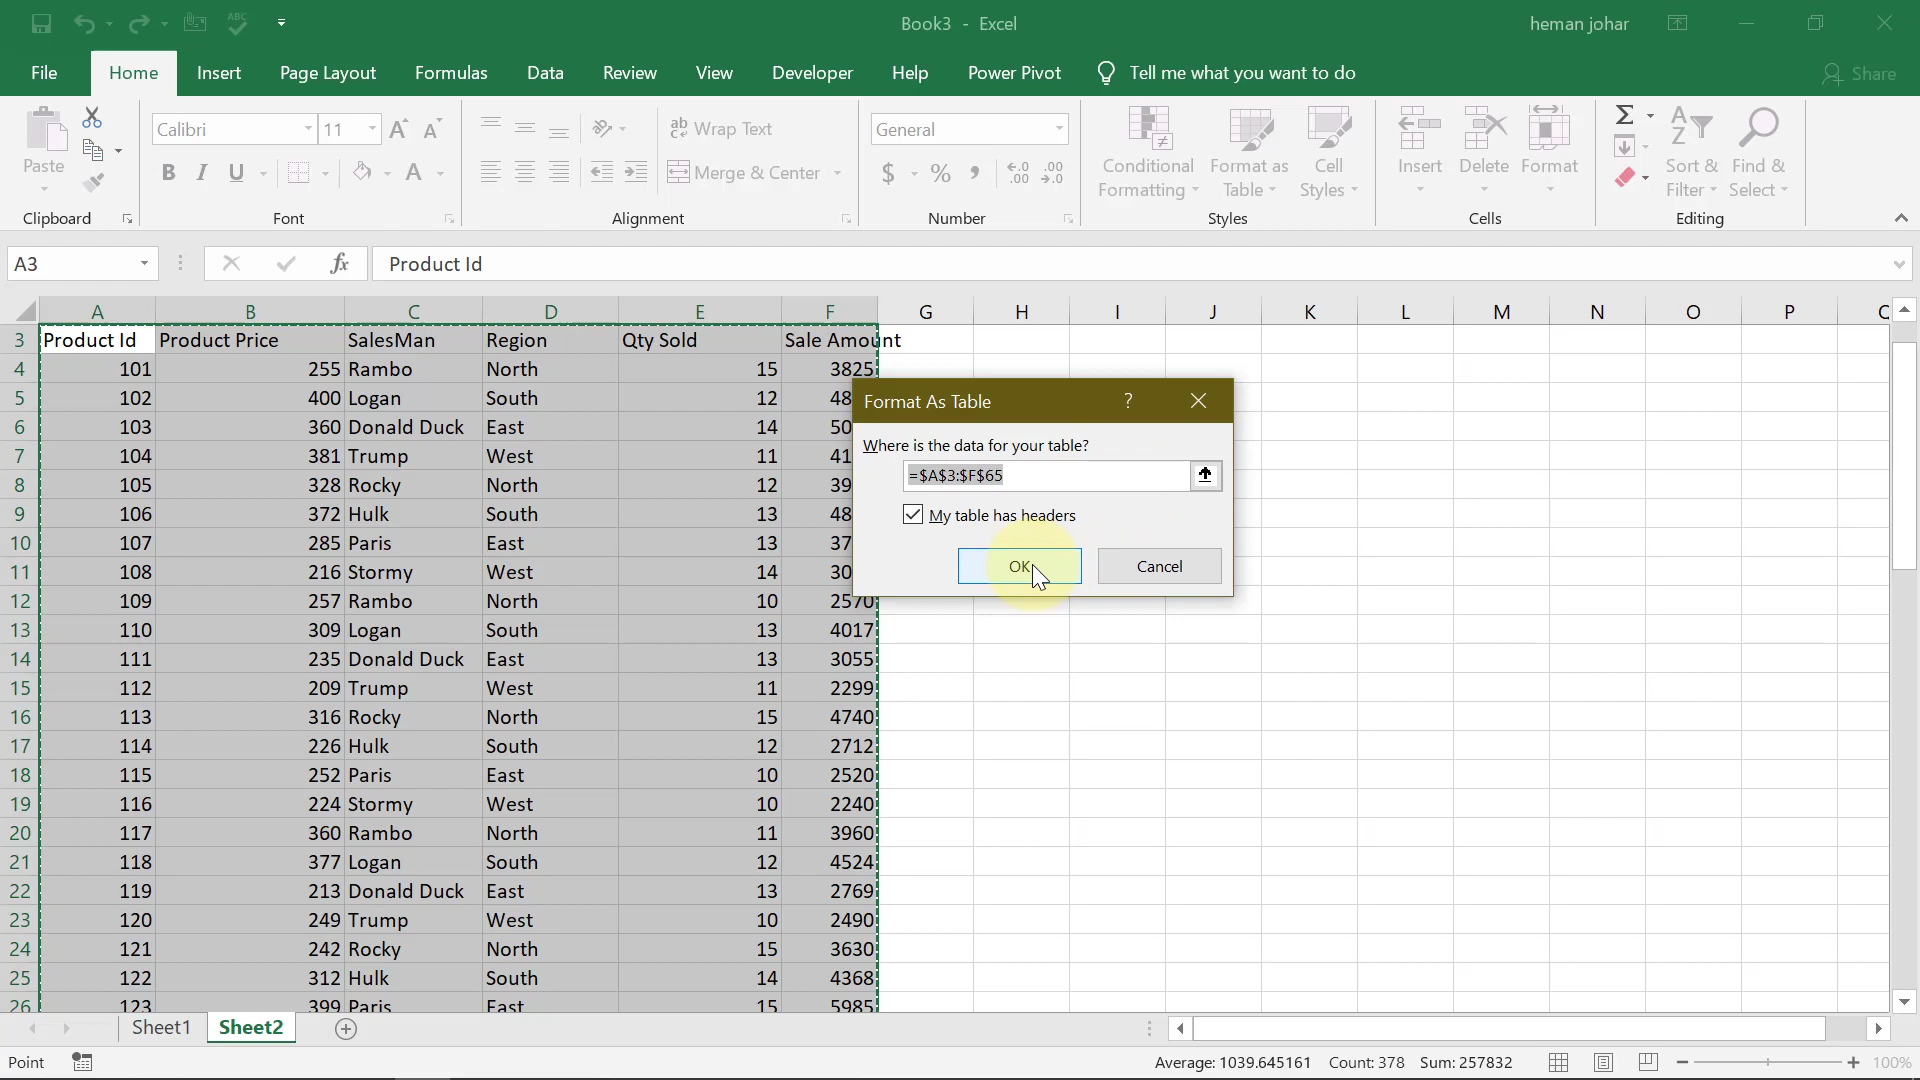 Book3 - Excel
heman johar
File Home Insert Page Layout Formulas Data Review View Developer Help Power Pivot Tell me what you want to do Share
Paste
Clipboard
Calibri 11
B I U A
Font
Wrap Text
Merge & Center
Alignment
General
$ % ,
Number
Conditional Formatting
Format as Table
Cell Styles
Styles
Insert
Delete
Format
Cells
Sort & Filter
Find & Select
Editing
A3 fx Product Id
A B C D E F G H I J K L M N O P
3 Product Id Product Price SalesMan Region Qty Sold Sale Amount
4 101 255 Rambo North 15 3825
5 102 400 Logan South 12 48
6 103 360 Donald Duck East 14 50
7 104 381 Trump West 11 41
8 105 328 Rocky North 12 39
9 106 372 Hulk South 13 48
10 107 285 Paris East 13 37
11 108 216 Stormy West 14 30
12 109 257 Rambo North 10 2570
13 110 309 Logan South 13 4017
14 111 235 Donald Duck East 13 3055
15 112 209 Trump West 11 2299
16 113 316 Rocky North 15 4740
17 114 226 Hulk South 12 2712
18 115 252 Paris East 10 2520
19 116 224 Stormy West 10 2240
20 117 360 Rambo North 11 3960
21 118 377 Logan South 12 4524
22 119 213 Donald Duck East 13 2769
23 120 249 Trump West 10 2490
24 121 242 Rocky North 15 3630
25 122 312 Hulk South 14 4368
26 123 399 Paris East 15 5985
Format As Table ?
Where is the data for your table?
=$A$3:$F$65
My table has headers
OK Cancel
Sheet1 Sheet2
Point Average: 1039.645161 Count: 378 Sum: 257832 100%